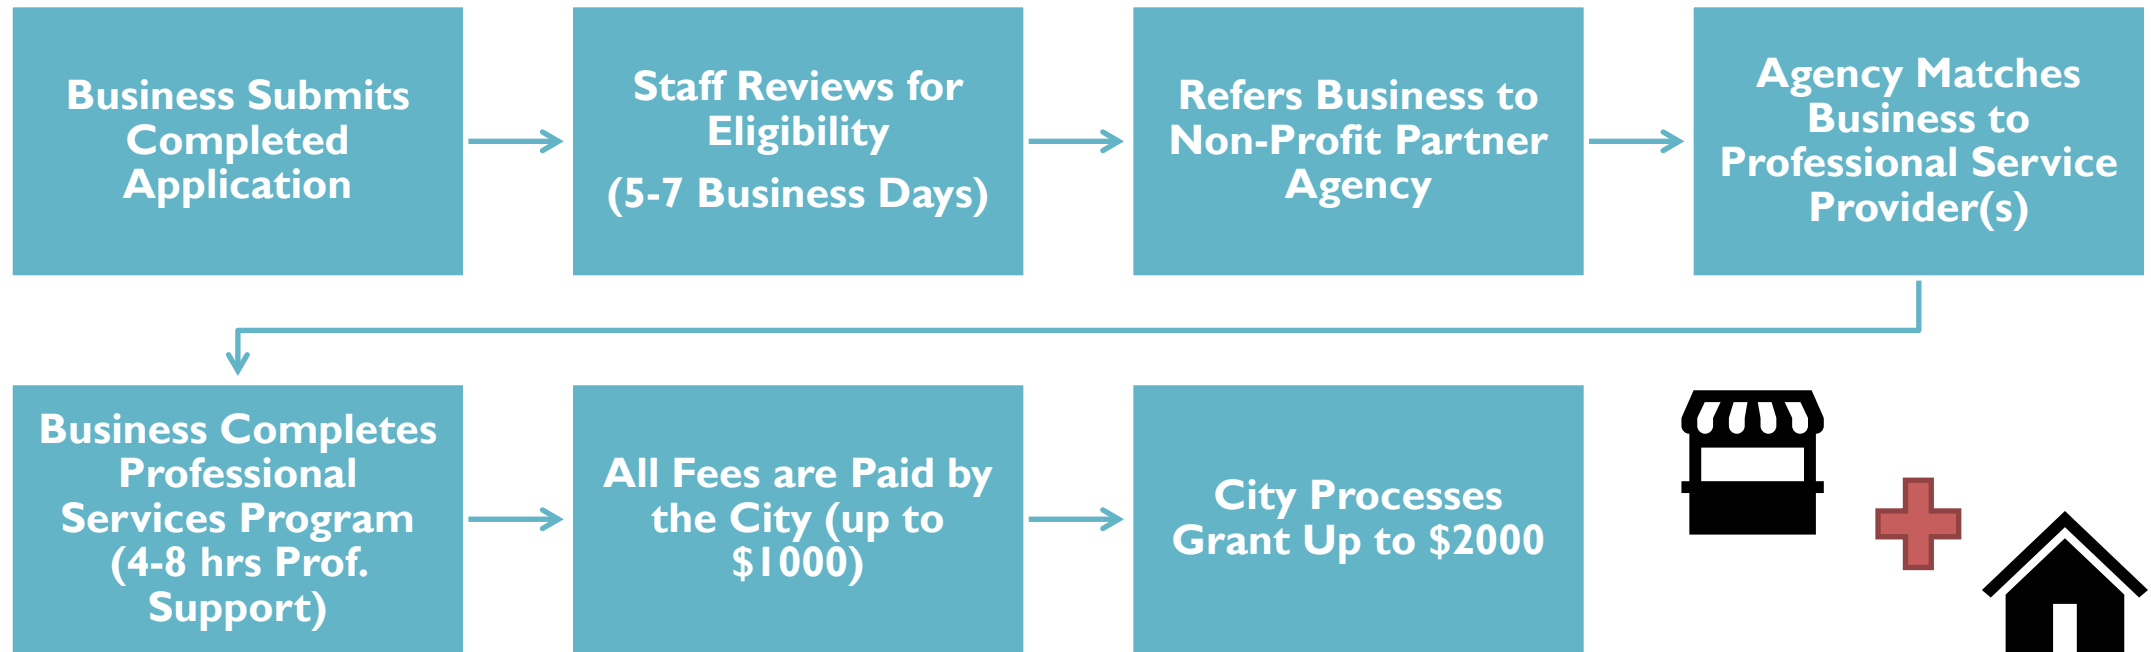 Business Submits
Completed
Application
Staff Reviews for
Eligibility
(5-7 Business Days)
Refers Business to
Non-Profit Partner
Agency
Agency Matches
Business to
Professional Service
Provider(s)
Business Completes
Professional
Services Program
(4-8 hrs Prof.
Support)
All Fees are Paid by
the City (up to
$1000)
City Processes
Grant Up to $2000